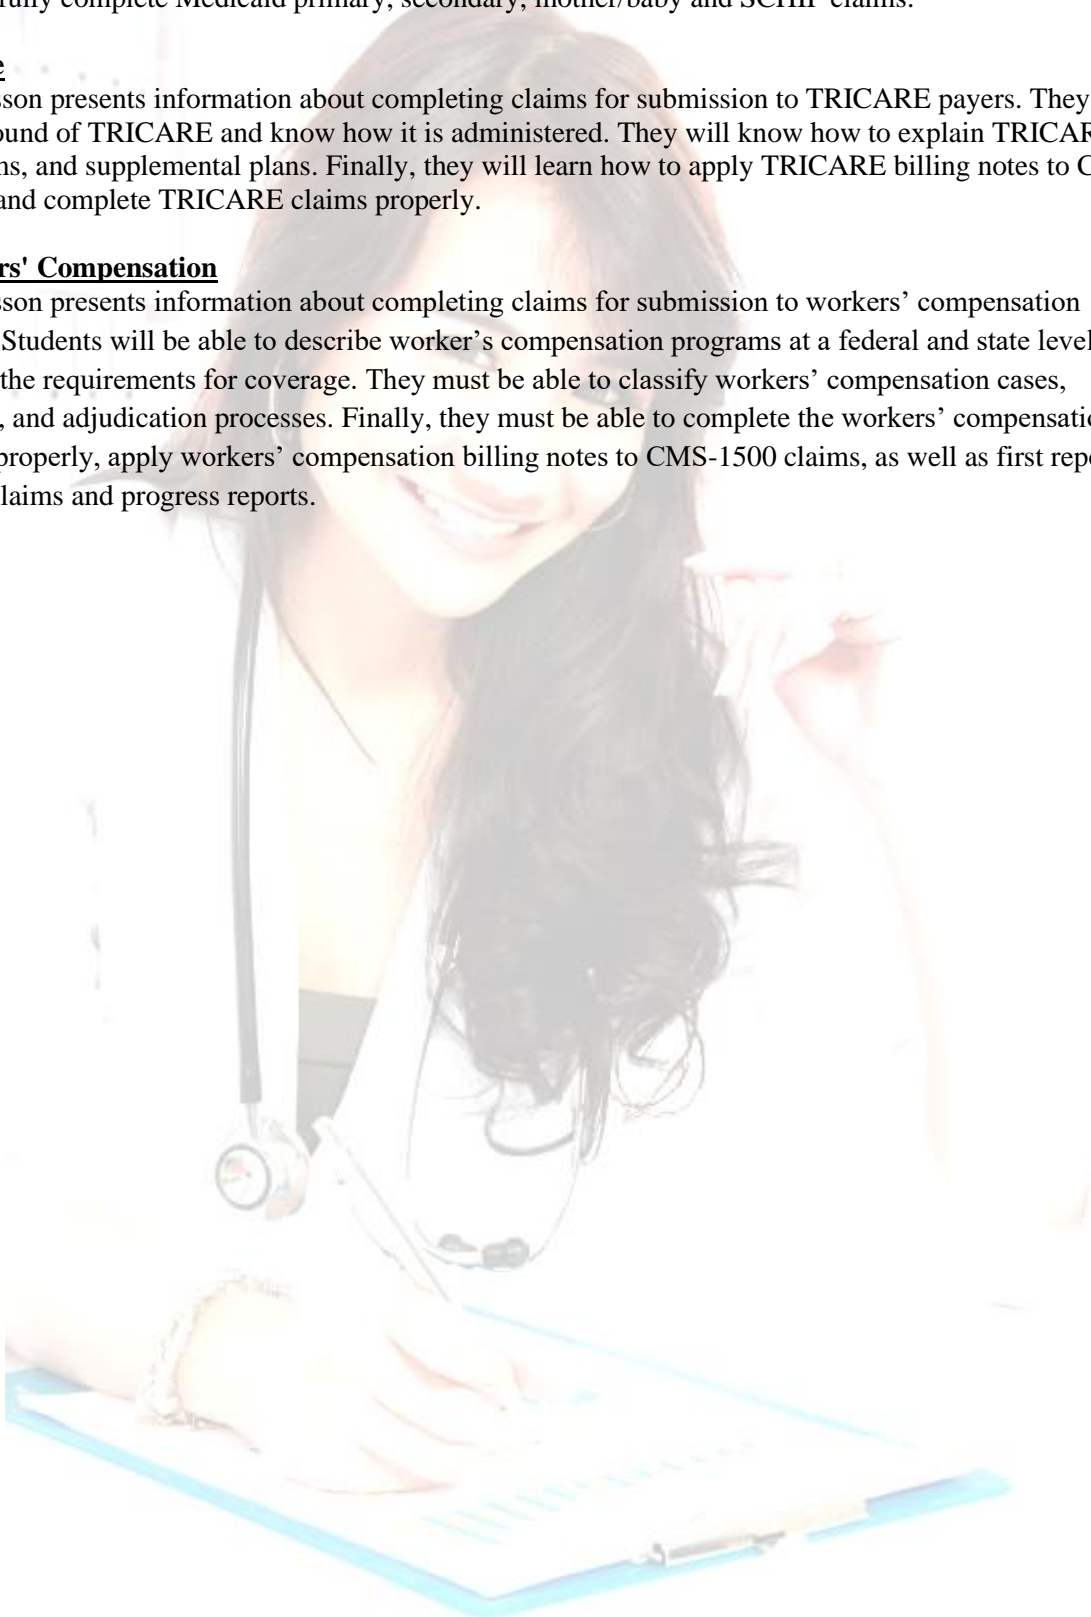 fully complete Medicaid primary, secondary, mother/baby and SCHIP claims.
e
sson presents information about completing claims for submission to TRICARE payers. They
ound of TRICARE and know how it is administered. They will know how to explain TRICAR
ns, and supplemental plans. Finally, they will learn how to apply TRICARE billing notes to C
and complete TRICARE claims properly.
rs' Compensation
sson presents information about completing claims for submission to workers’ compensation
Students will be able to describe worker’s compensation programs at a federal and state level
the requirements for coverage. They must be able to classify workers’ compensation cases,
, and adjudication processes. Finally, they must be able to complete the workers’ compensatio
properly, apply workers’ compensation billing notes to CMS-1500 claims, as well as first repo
laims and progress reports.